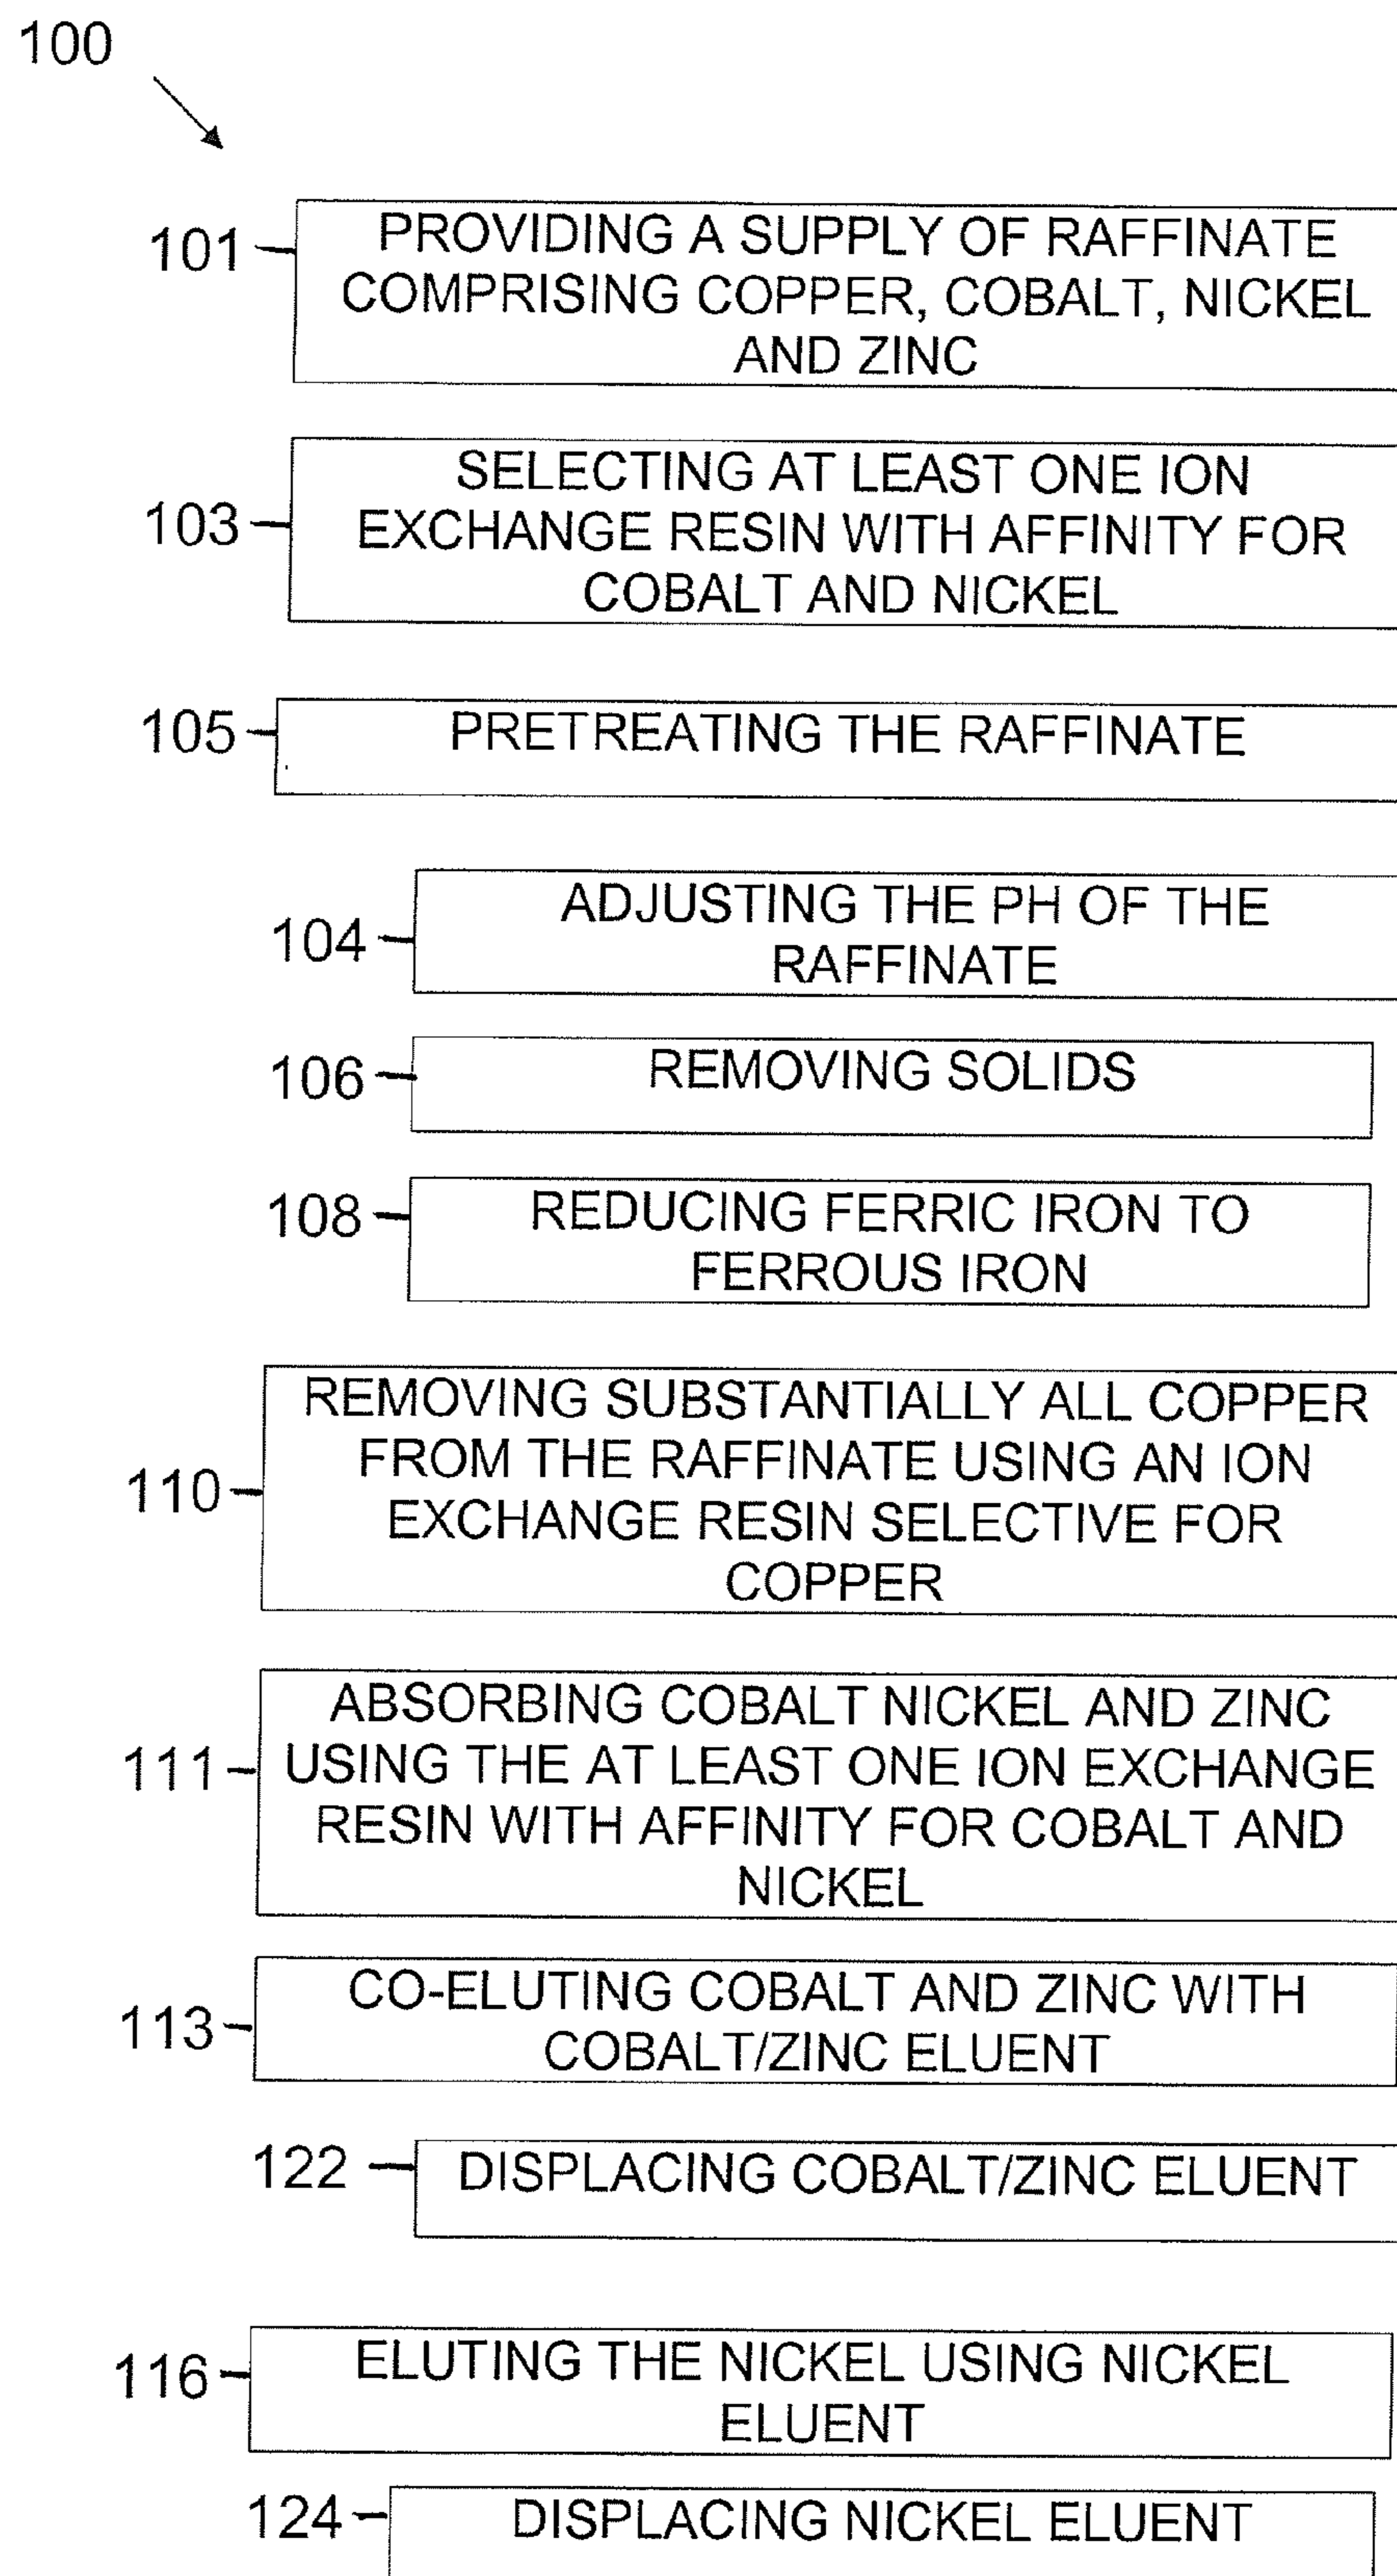 100
101
PROVIDING A SUPPLY OF RAFFINATE
COMPRISING COPPER, COBALT, NICKEL
AND ZINC
103
SELECTING AT LEAST ONE ION
EXCHANGE RESIN WITH AFFINITY FOR
COBALT AND NICKEL
105
PRETREATING THE RAFFINATE
104
ADJUSTING THE PH OF THE
RAFFINATE
106
REMOVING SOLIDS
108
REDUCING FERRIC IRON TO
FERROUS IRON
110
REMOVING SUBSTANTIALLY ALL COPPER
FROM THE RAFFINATE USING AN ION
EXCHANGE RESIN SELECTIVE FOR
COPPER
111
ABSORBING COBALT NICKEL AND ZINC
USING THE AT LEAST ONE ION EXCHANGE
RESIN WITH AFFINITY FOR COBALT AND
NICKEL
113
CO-ELUTING COBALT AND ZINC WITH
COBALT/ZINC ELUENT
122
DISPLACING COBALT/ZINC ELUENT
116
ELUTING THE NICKEL USING NICKEL
ELUENT
124
DISPLACING NICKEL ELUENT